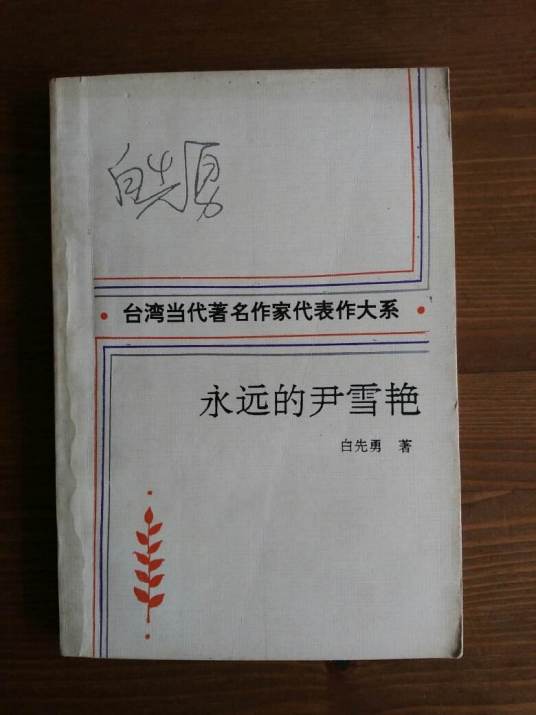 白先勇
• 台湾当代著名作家代表作大系 •
永远的尹雪艳
白先勇 著